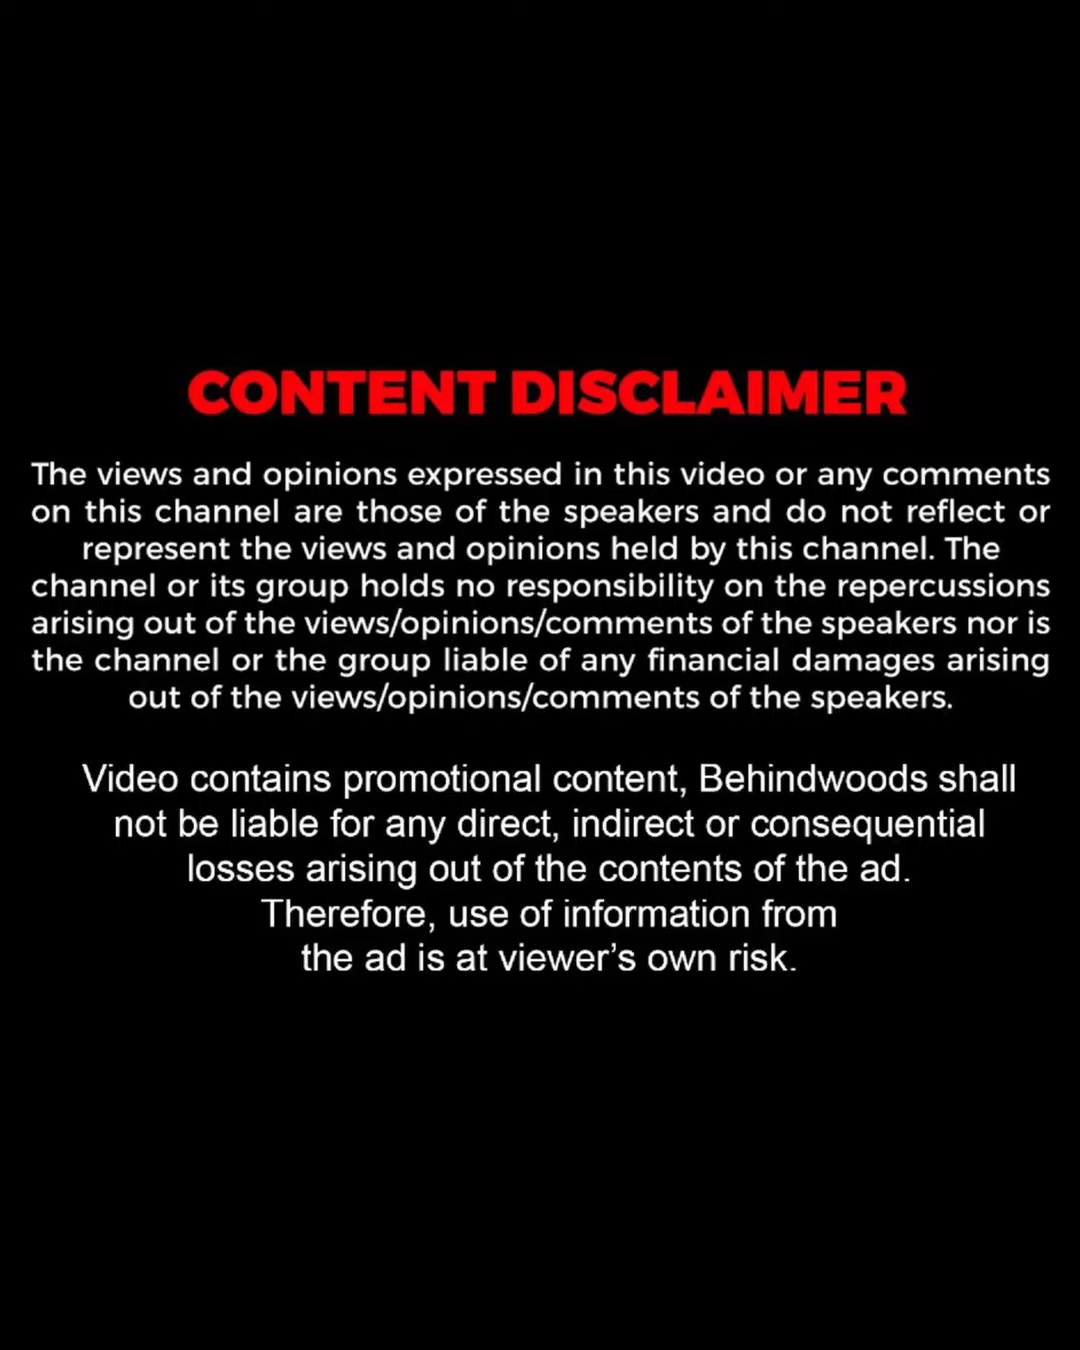 CONTENT DISCLAIMER
The views and opinions expressed in this video or any comments
on this channel are those of the speakers and do not reflect or
represent the views and opinions held by this channel. The
channel or its group holds no responsibility on the repercussions
arising out of the views/opinions/comments of the speakers nor is
the channel or the group liable of any financial damages arising
out of the views/opinions/comments of the speakers.
Video contains promotional content, Behindwoods shall
not be liable for any direct, indirect or consequential
losses arising out of the contents of the ad.
Therefore, use of information from
the ad is at viewer’s own risk.